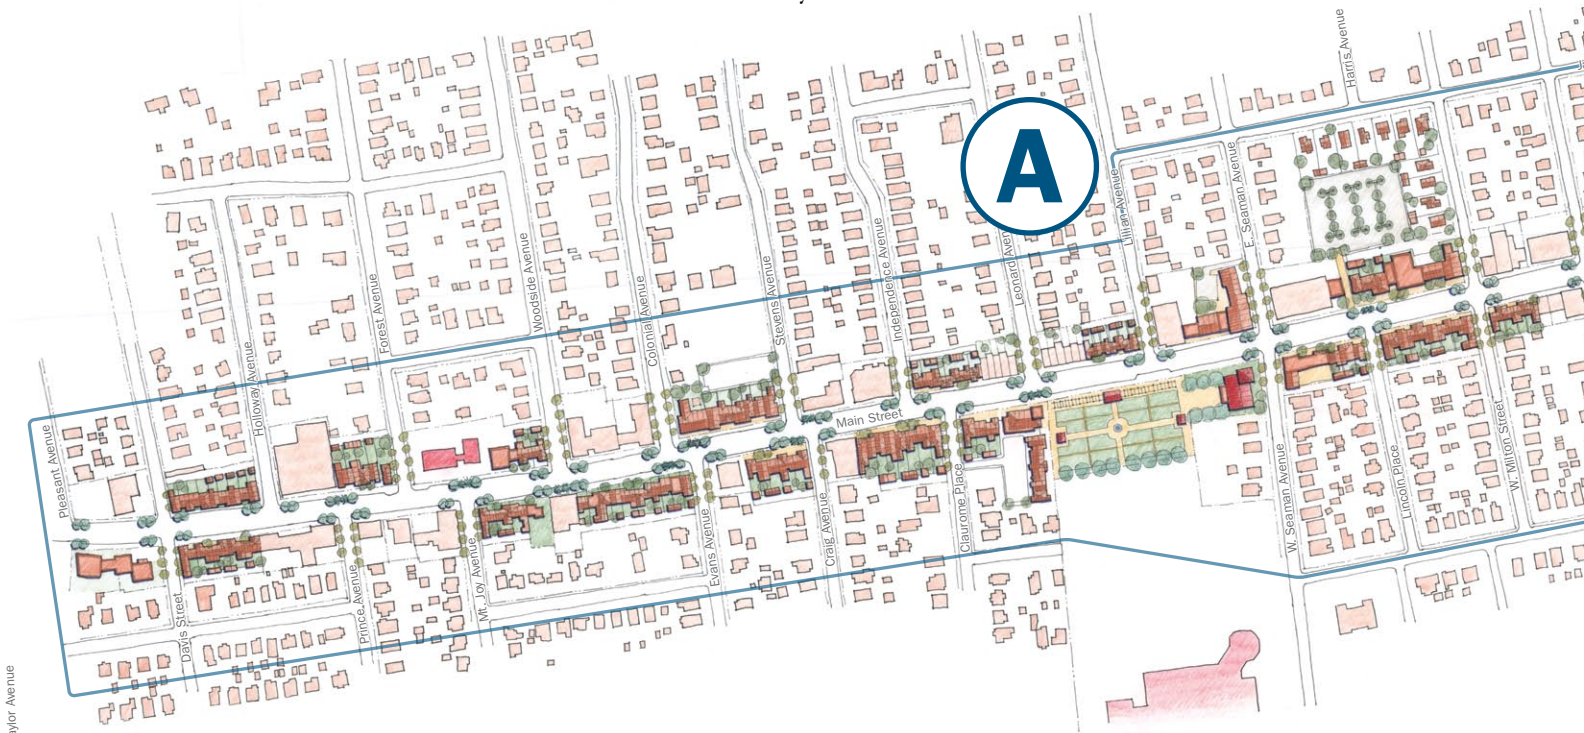 Harris Avenue
A
Lillian Avenue
E. Seaman Avenue
Leonard Aven
Independence Avenue
Stevens Avenue
Colonial Avenue
Woodside Avenue
Forest Avenue
Holloway Avenue
Pleasant Avenue
Main Street
Davis Street
Prince Avenue
Mt. Joy Avenue
Evans Avenue
Craig Avenue
Claurome Place
W. Seaman Avenue
Lincoln Place
W. Milton Street
aylor Avenue